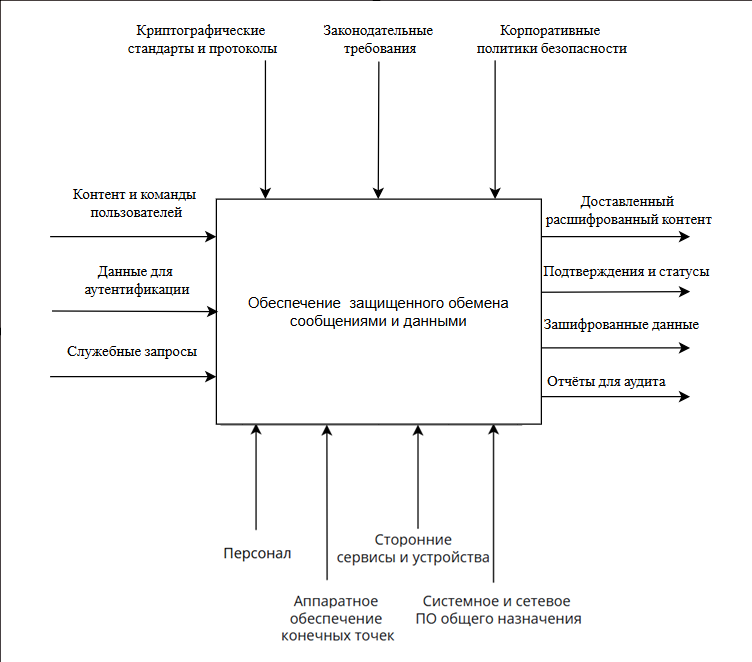 Криптографические
стандарты и протоколы
Законодательные
требования
Корпоративные
политики безопасности
Контент и команды
пользователей
Данные для
аутентификации
Служебные запросы
Обеспечение защищенного обемена
сообщениями и данными
Доставленный
расшифрованный контент
Подтверждения и статусы
Зашифрованные данные
Отчёты для аудита
Персонал
Аппаратное
обеспечение
конечных точек
Сторонние
сервисы и устройства
Системное и сетевое
ПО общего назначения